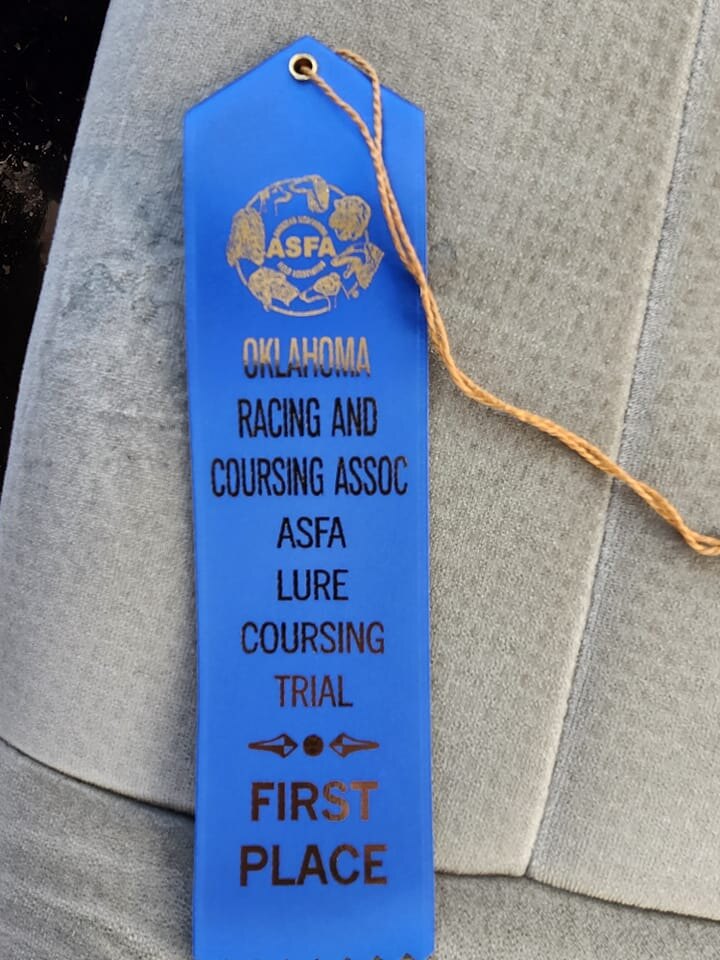 ASFA
OKLAHOMA
RACING AND
COURSING ASSOC
ASFA
LURE
COURSING
TRIAL
FIRST
PLACE